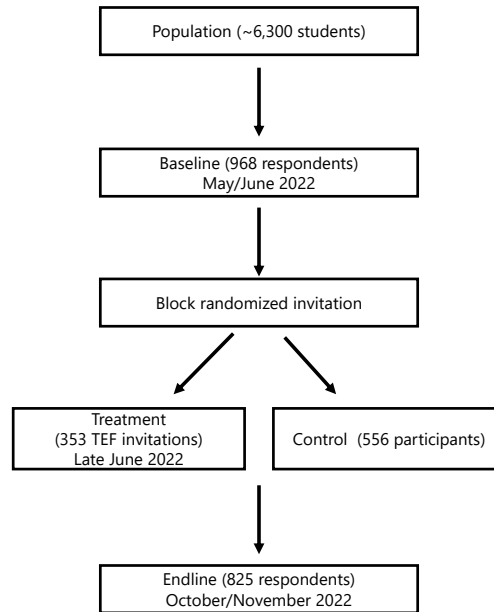 Population (~6,300 students)
Baseline (968 respondents)
May/June 2022
Block randomized invitation
Treatment
(353 TEF invitations)
Late June 2022
Control (556 participants)
Endline (825 respondents)
October/November 2022